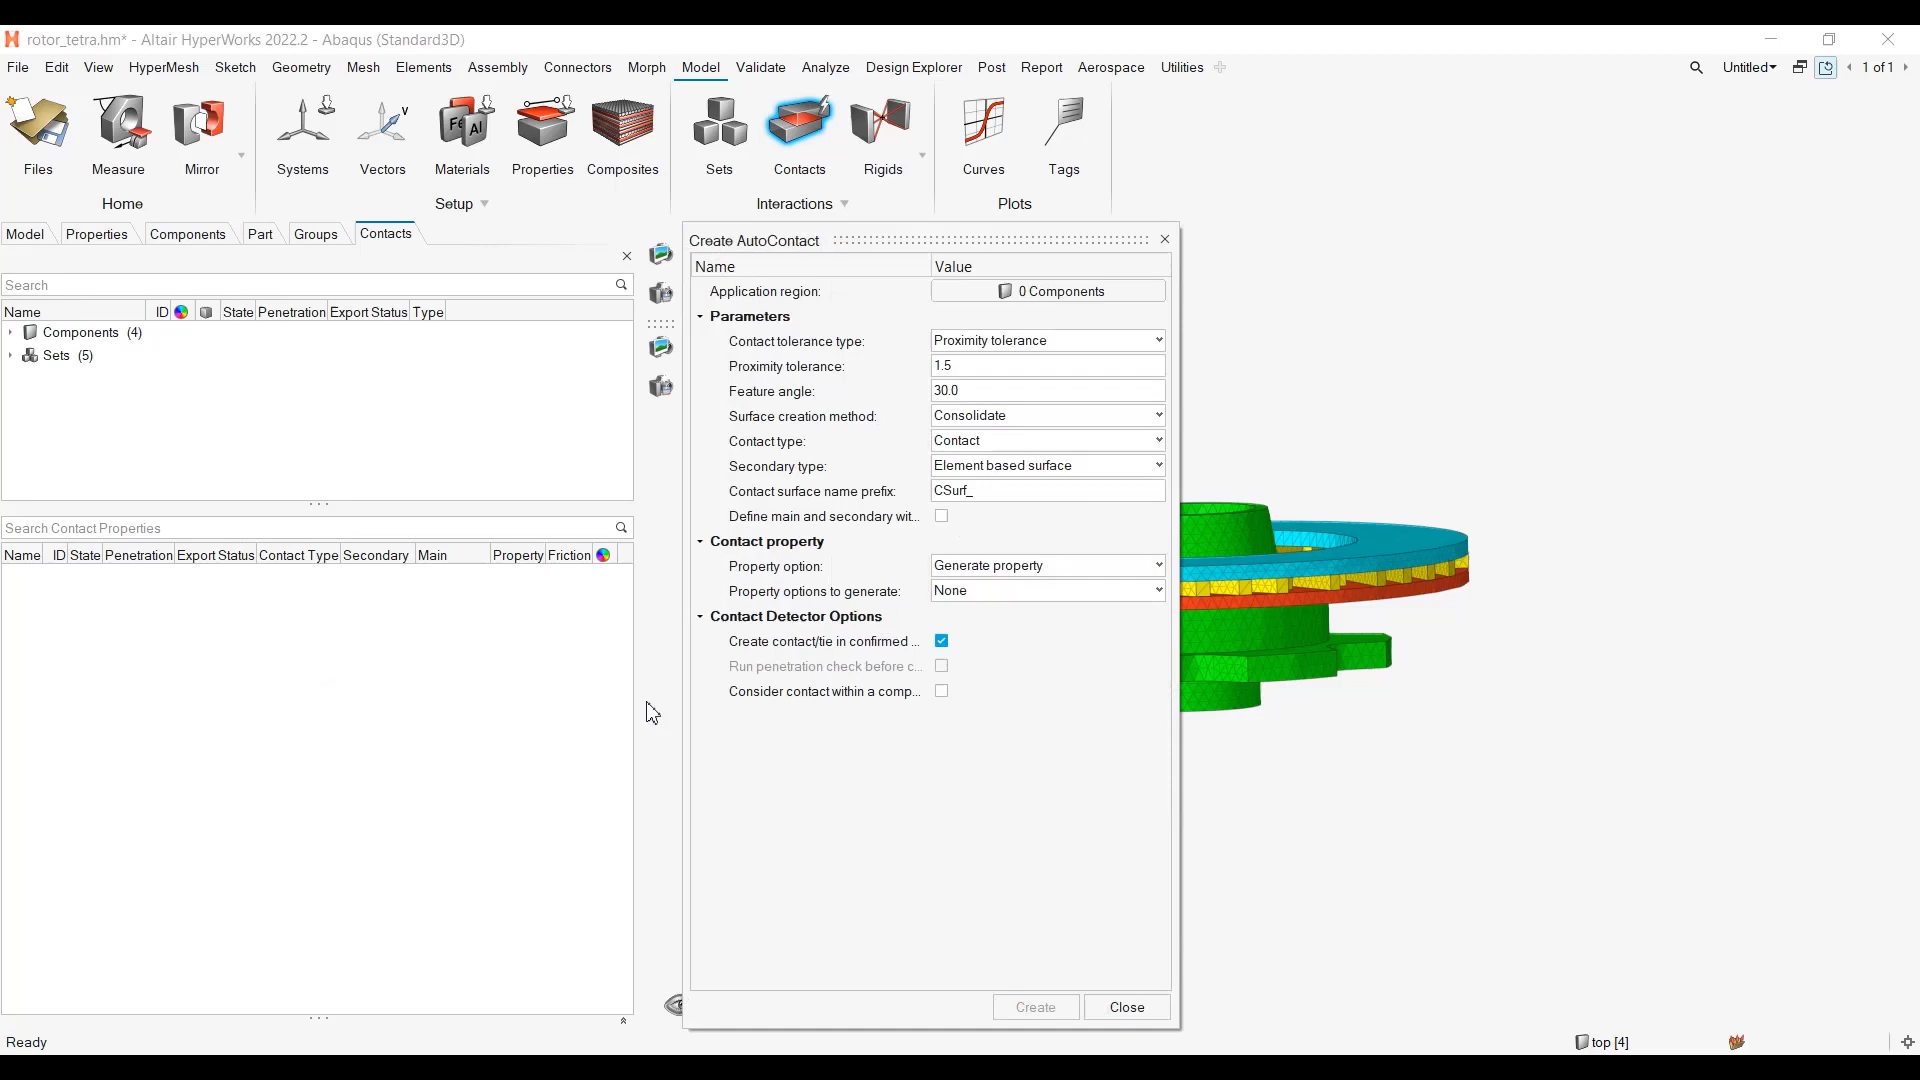 rotor_tetra.hm* - Altair HyperWorks 2022.2 - Abaqus (Standard3D)
File Edit View HyperMesh Sketch Geometry Mesh Elements Assembly Connectors Morph Model Validate Analyze Design Explorer Post Report Aerospace Utilities Untitled 1 of 1
Files Measure Mirror Systems Vectors Materials Properties Composites Sets Contacts Rigids Curves Tags
Home Setup Interactions Plots
Model Properties Components Part Groups Contacts
Create AutoContact
Name Value
Application region: 0 Components
Search
Name ID State Penetration Export Status Type
Components (4)
Sets (5)
Parameters
Contact tolerance type: Proximity tolerance
Proximity tolerance: 1.5
Feature angle: 30.0
Surface creation method: Consolidate
Contact type: Contact
Secondary type: Element based surface
Contact surface name prefix: CSurf_
Define main and secondary wit...
Search Contact Properties
Name ID State Penetration Export Status Contact Type Secondary Main Property Friction
Contact property
Property option: Generate property
Property options to generate: None
Contact Detector Options
Create contact/tie in confirmed ...
Run penetration check before c...
Consider contact within a comp...
Create Close
Ready top [4]